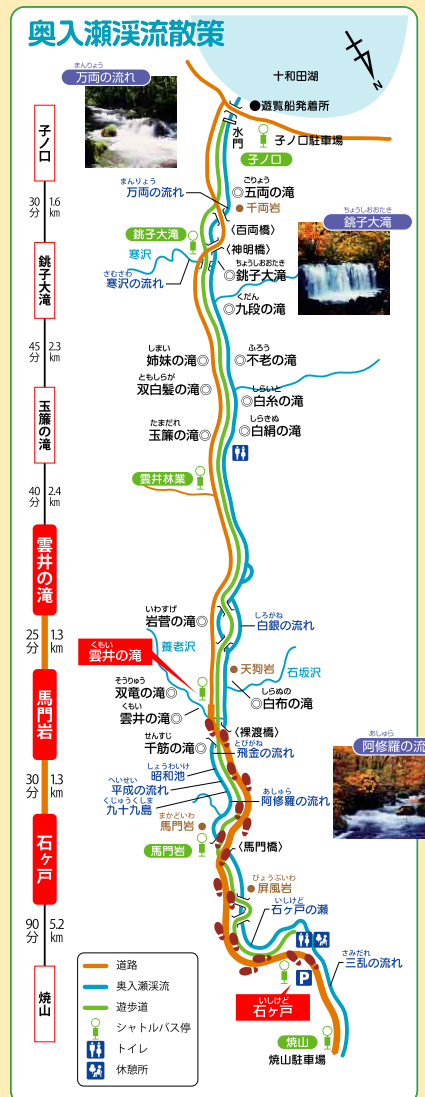 奥入瀬渓流散策
まんりょう
万両の流れ
十和田湖
N
●遊覧船発着所
水門
子ノ口駐車場
子ノ口
まんりょう
万両の流れ
ごりょう
◎五両の滝
●千両岩
〈百両橋〉
銚子大滝
〈神明橋〉
ちょうしおおたき
◎銚子大滝
ちょうしおおたき
銚子大滝
寒沢
さむさわ
寒沢の流れ
くだん
◎九段の滝
しまい
姉妹の滝◎
ふろう
◎不老の滝
ともしらが
双白髪の滝◎
しらいと
◎白糸の滝
たまだれ
玉簾の滝◎
しらきぬ
◎白絹の滝
雲井林業
いわすげ
岩菅の滝◎
しろがね
白銀の流れ
養老沢
くもい
雲井の滝
●天狗岩
石坂沢
そうりゅう
双竜の滝◎
しらぬの
◎白布の滝
くもい
雲井の滝◎
〈裸渡橋〉
せんすじ
千筋の滝◎
とびがね
飛金の流れ
しょうわいけ
昭和池
へいせい
平成の流れ
くじゅうくしま
九十九島
あしゅら
阿修羅の流れ
あしゅら
阿修羅の流
まかどいわ
馬門岩●
馬門岩
〈馬門橋〉
びょうぶいわ
●屏風岩
いしけど
石ヶ戸の瀬
さみだれ
三乱の流れ
P
いしけど
石ヶ戸
焼山
焼山駐車場
子ノ口
30分 1.6km
銚子大滝
45分 2.3km
玉簾の滝
40分 2.4km
雲井の滝
25分 1.3km
馬門岩
30分 1.3km
石ヶ戸
90分 5.2km
焼山
道路
奥入瀬渓流
遊歩道
シャトルバス停
トイレ
休憩所